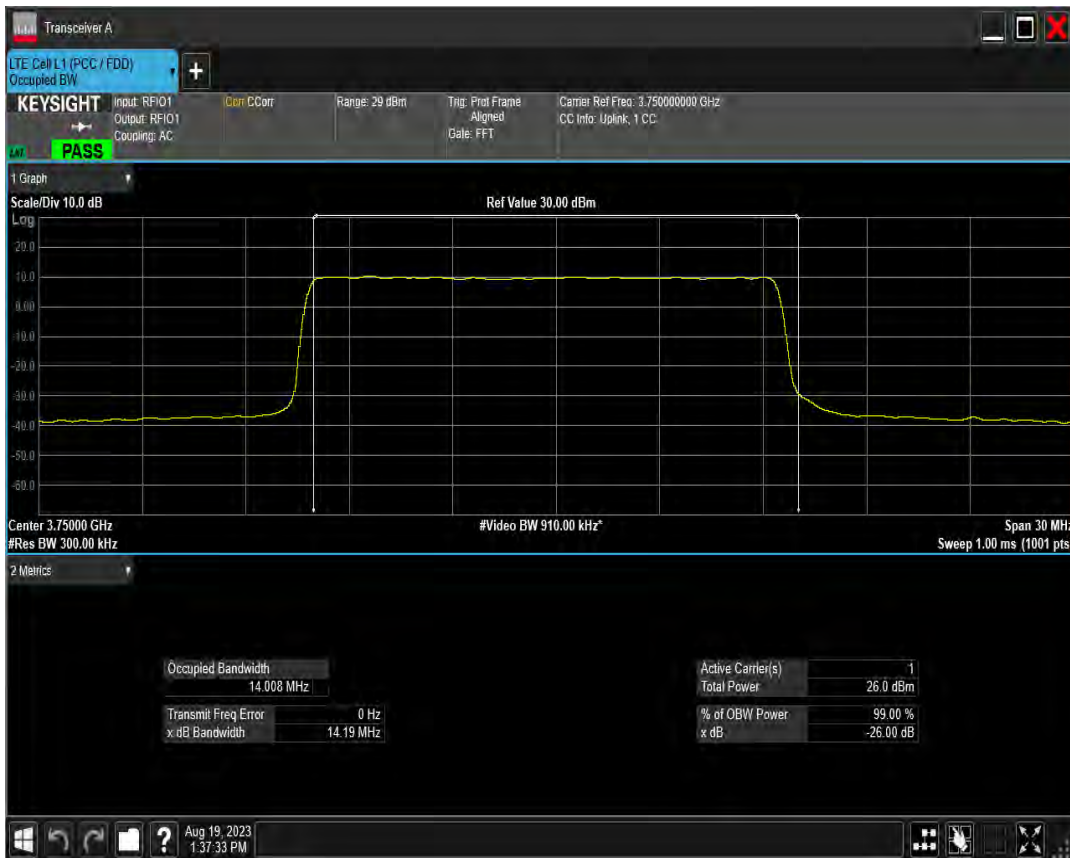 Transceiver A
LTE Cell L1 (PCC / FDD)
Occupied BW
+
KEYSIGHT
Input: RFIO1
Output: RFIO1
Coupling: AC
Corr CCorr
Range: 29 dBm
Trig: Prot Frame
Aligned
Gate: FFT
Carrier Ref Freq: 3.750000000 GHz
CC Info: Uplink, 1 CC
PASS
1 Graph
Scale/Div 10.0 dB
Ref Value 30.00 dBm
Log
20.0
10.0
0.00
-10.0
-20.0
-30.0
-40.0
-50.0
-60.0
Center 3.75000 GHz
#Video BW 910.00 kHz*
Span 30 MHz
#Res BW 300.00 kHz
Sweep 1.00 ms (1001 pts)
2 Metrics
Occupied Bandwidth
14.008 MHz
Transmit Freq Error 0 Hz
x dB Bandwidth 14.19 MHz
Active Carrier(s) 1
Total Power 26.0 dBm
% of OBW Power 99.00 %
x dB -26.00 dB
?
Aug 19, 2023
1:37:33 PM